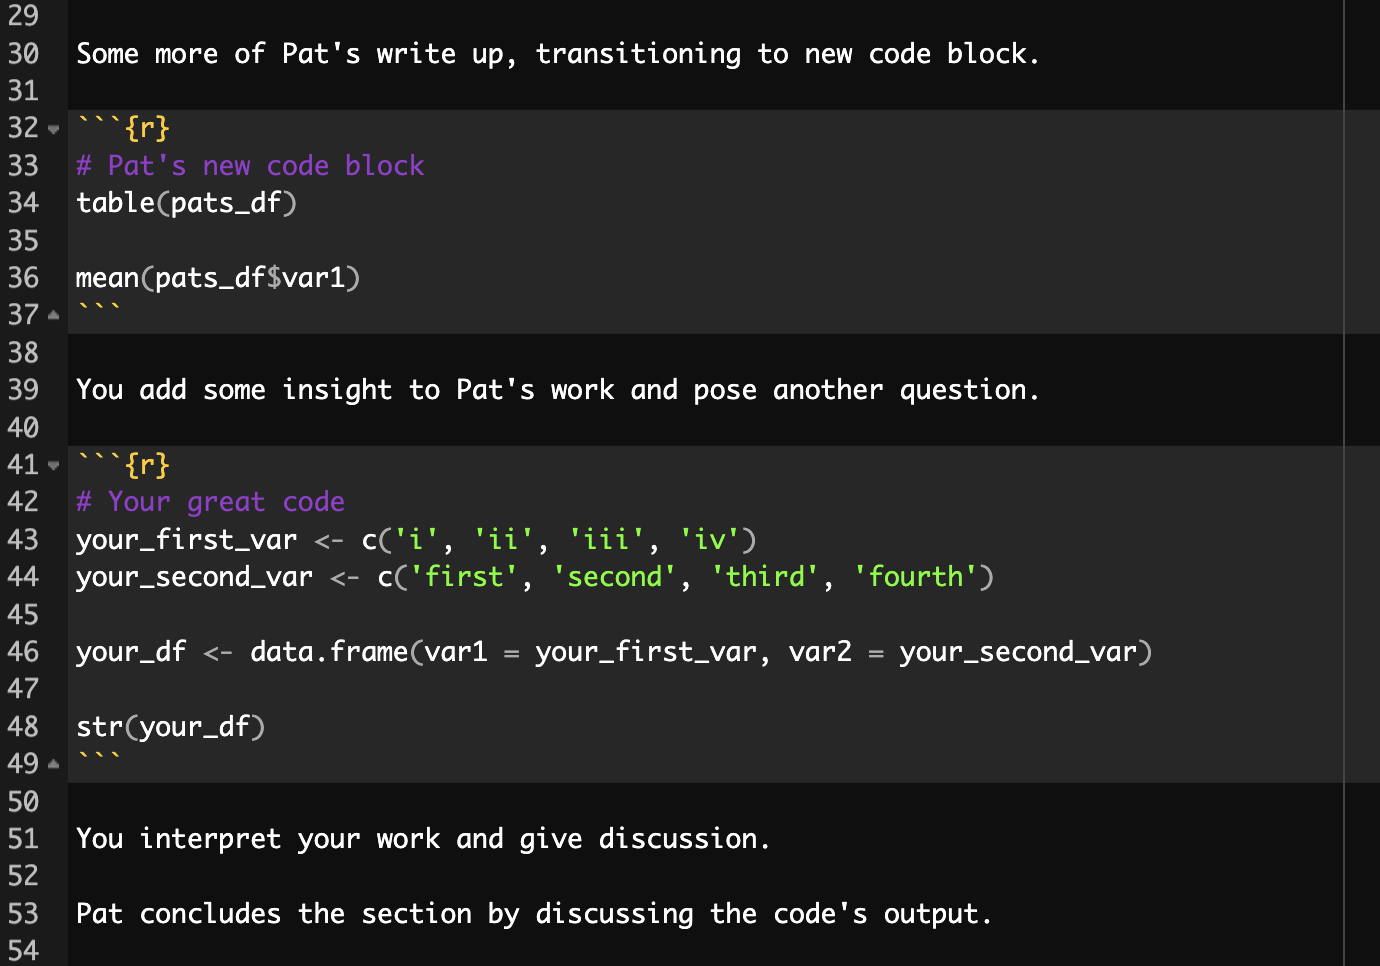 29
30 Some more of Pat's write up, transitioning to new code block.
31
32 ```{r}
33 # Pat's new code block
34 table(pats_df)
35
36 mean(pats_df$var1)
37 ```
38
39 You add some insight to Pat's work and pose another question.
40
41 ```{r}
42 # Your great code
43 your_first_var <- c('i', 'ii', 'iii', 'iv')
44 your_second_var <- c('first', 'second', 'third', 'fourth')
45
46 your_df <- data.frame(var1 = your_first_var, var2 = your_second_var)
47
48 str(your_df)
49 ```
50
51 You interpret your work and give discussion.
52
53 Pat concludes the section by discussing the code's output.
54